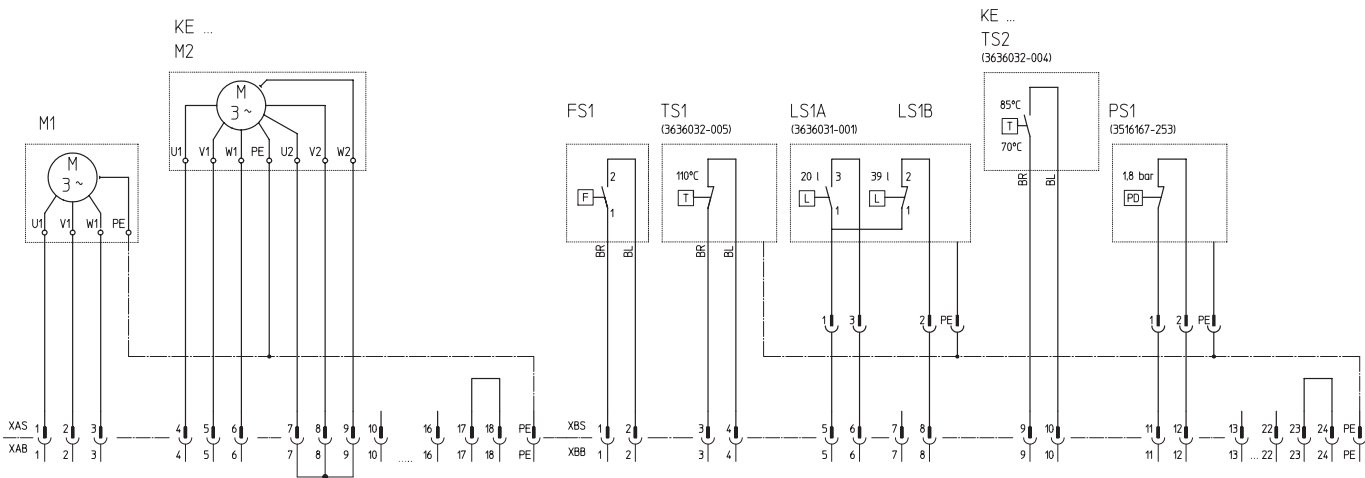 KE ...
M2
M
3 ~
U1 V1 W1 PE U2 V2 W2
M1
M
3 ~
U1 V1 W1 PE
FS1
F
2
1
BR BL
TS1
(3636032-005)
110°C
T
BR BL
LS1A LS1B
(3636031-001)
20 l 3 39 l 2
L L
1 1
1 3 2 PE
KE ...
TS2
(3636032-004)
85°C
T
70°C
BR BL
PS1
(3516167-253)
1,8 bar
PD
1 2 PE
XAS 1 2 3 4 5 6 7 8 9 10 16 17 18 PE XBS 1 2 3 4 5 6 7 8 9 10 11 12 13 22 23 24 PE
XAB 1 2 3 4 5 6 7 8 9 10 ..... 16 17 18 PE XBB 1 2 3 4 5 6 7 8 9 10 11 12 13 ... 22 23 24 PE